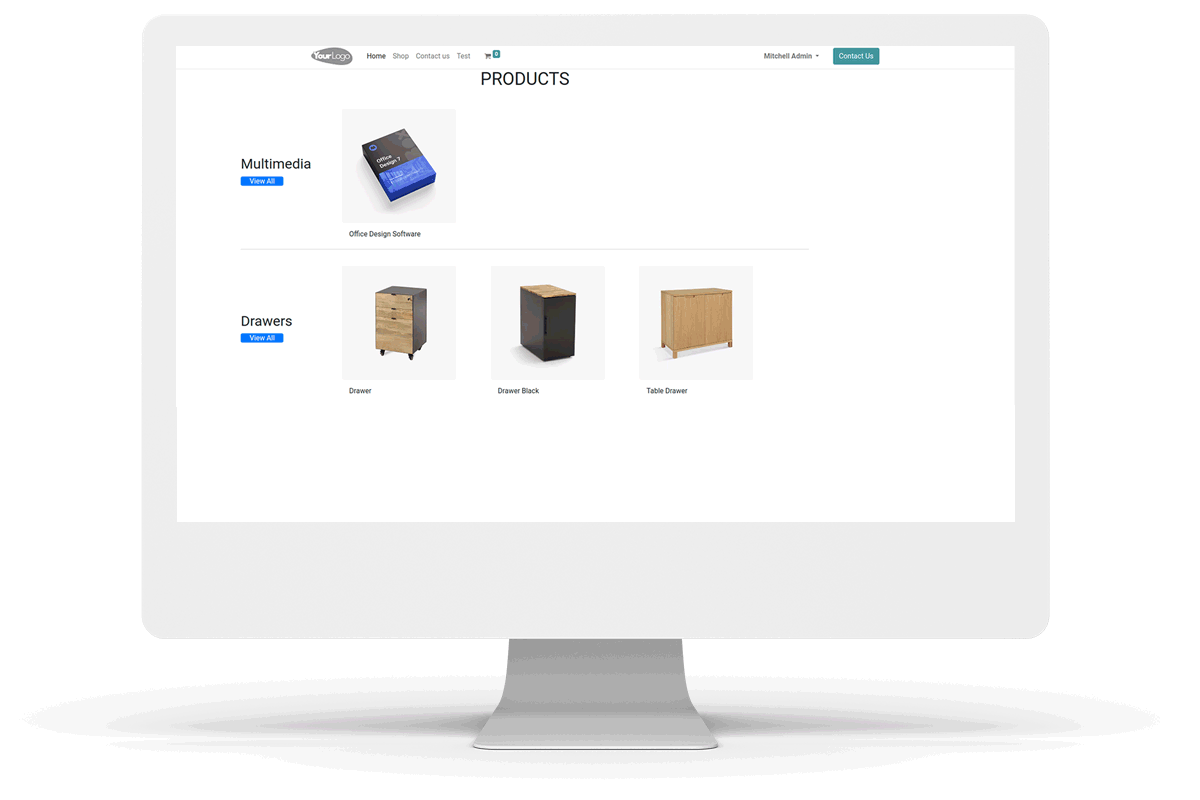 YourLogo Home Shop Contact us Test 0 Mitchell Admin Contact Us
PRODUCTS
Office
Design 7
Multimedia
View All
Office Design Software
Drawers
View All
Drawer Drawer Black Table Drawer